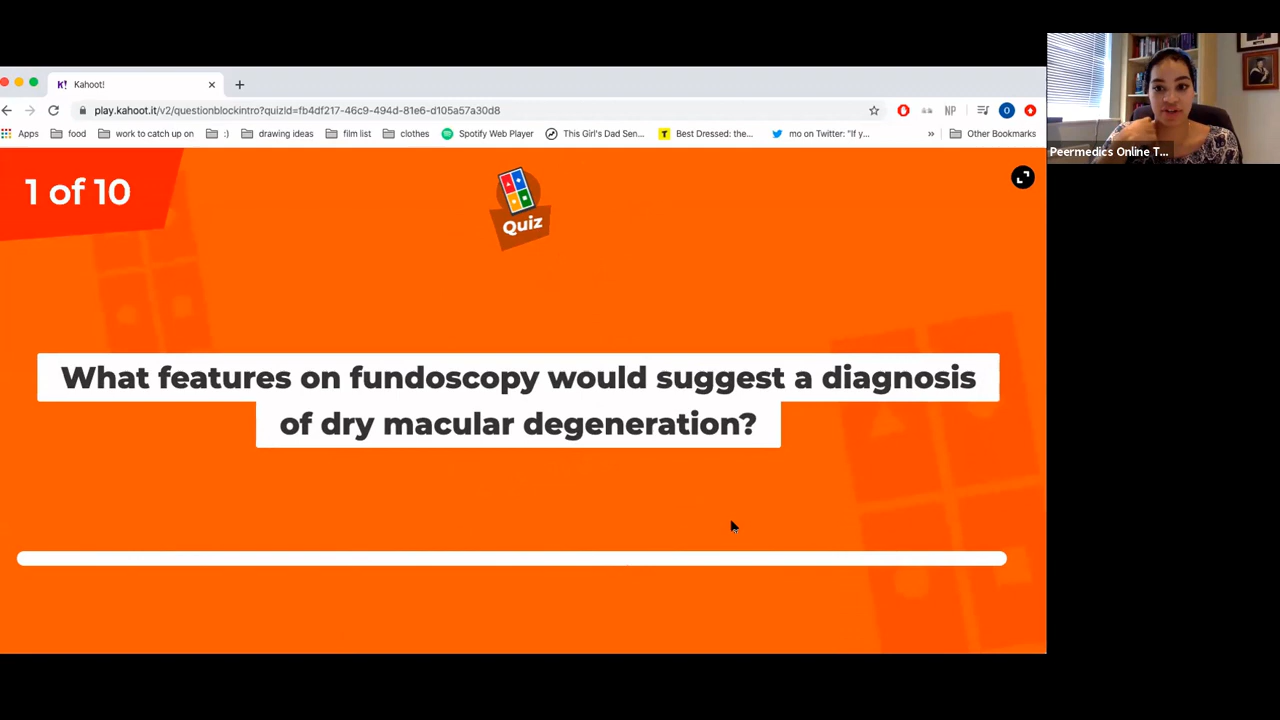 K! Kahoot!
play.kahoot.it/v2/questionblockintro?quizId=fb4df217-46c9-494d-81e6-d105a57a30d8
NP
O
Apps food work to catch up on :) drawing ideas film list clothes Spotify Web Player This Girl's Dad Sen... T Best Dressed: the... mo on Twitter: "If y... » Other Bookmarks
Peermedics Online T...
1 of 10
Quiz
What features on fundoscopy would suggest a diagnosis
of dry macular degeneration?